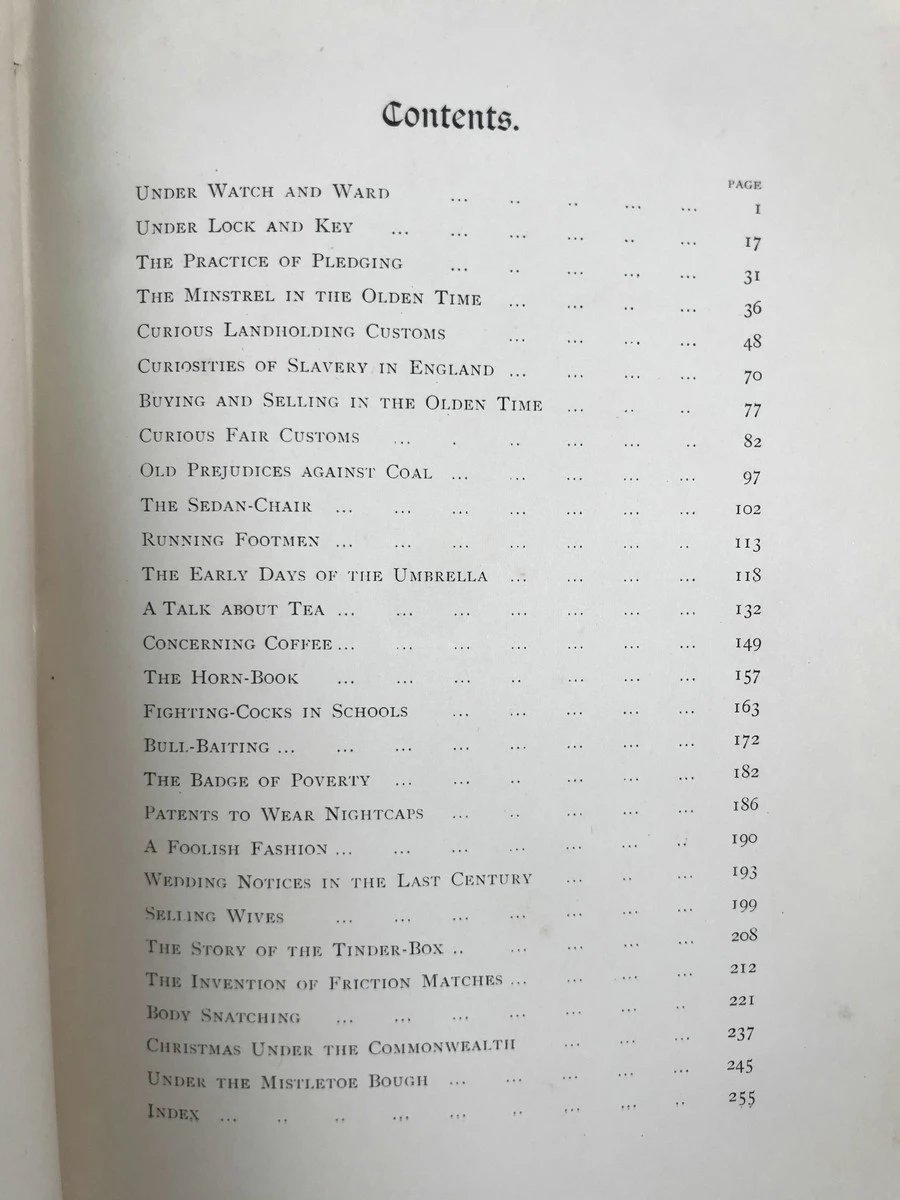 Contents.
PAGE
Under Watch and Ward ... .. .. ... ... 1
Under Lock and Key ... ... ... ... .. ... 17
The Practice of Pledging ... .. ... ... ... 31
The Minstrel in the Olden Time ... ... .. ... 36
Curious Landholding Customs ... ... ... ... 48
Curiosities of Slavery in England ... ... ... ... 70
Buying and Selling in the Olden Time ... .. .. 77
Curious Fair Customs ... . .. ... ... .. 82
Old Prejudices against Coal ... ... ... ... ... 97
The Sedan-Chair ... ... ... ... ... ... ... 102
Running Footmen ... ... ... ... ... ... .. 113
The Early Days of the Umbrella ... ... ... ... 118
A Talk about Tea ... ... ... ... ... ... ... 132
Concerning Coffee ... ... ... ... ... ... ... 149
The Horn-Book ... ... ... ... ... ... ... 157
Fighting-Cocks in Schools ... ... ... ... ... 163
Bull-Baiting ... ... ... ... ... ... ... ... 172
The Badge of Poverty ... ... .. ... ... ... 182
Patents to Wear Nightcaps ... .. ... ... ... 186
A Foolish Fashion ... ... ... ... ... ... .. 190
Wedding Notices in the Last Century ... .. ... 193
Selling Wives ... ... ... ... ... ... ... 199
The Story of the Tinder-Box .. ... ... ... ... 208
The Invention of Friction Matches ... ... ... ... 212
Body Snatching ... ... ... ... ... ... .. 221
Christmas Under the Commonwealth ... ... ... 237
Under the Mistletoe Bough ... ... ... ... ... 245
Index ... .. .. ... ... .. ... ... .. 255